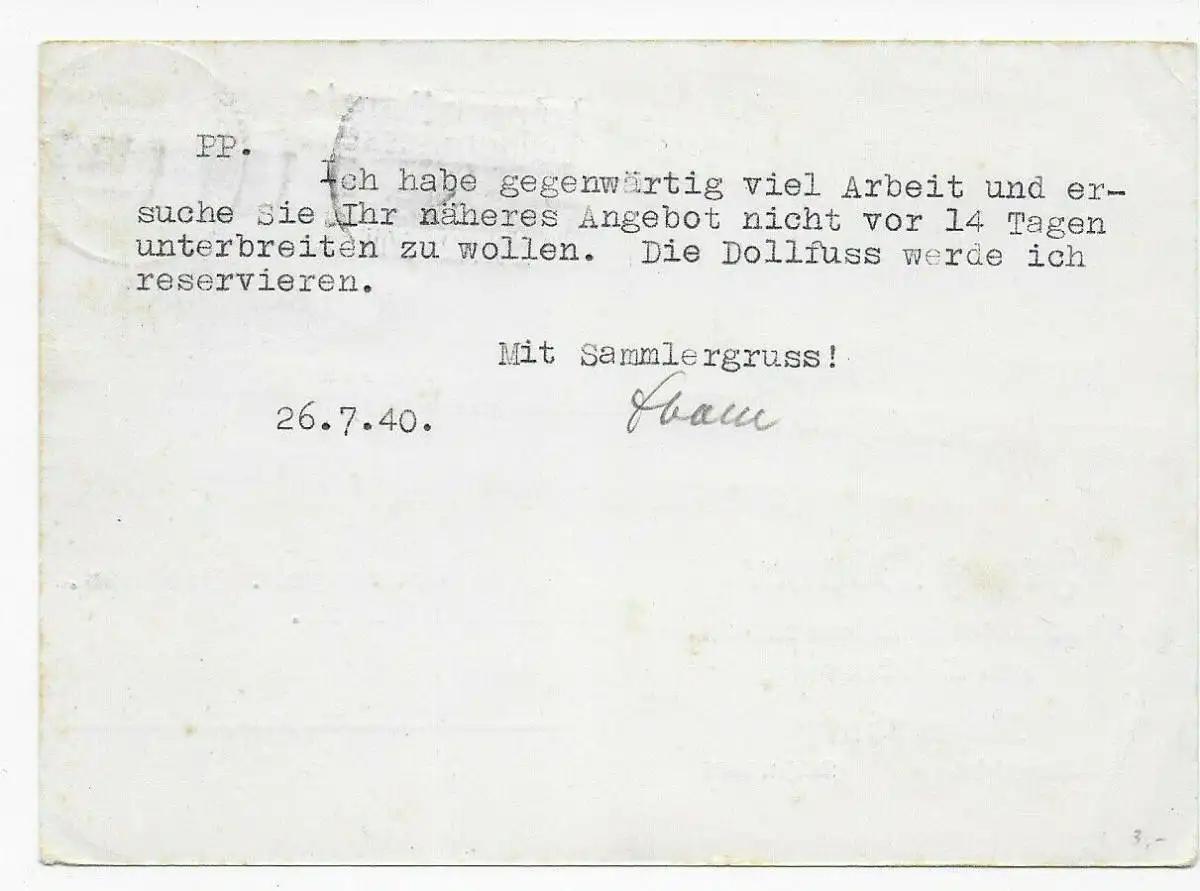 PP.
Ich habe gegenwärtig viel Arbeit und er-
suche Sie Ihr näheres Angebot nicht vor 14 Tagen
unterbreiten zu wollen. Die Dollfuss werde ich
reservieren.
Mit Sammlergruss!
26.7.40.
3,-